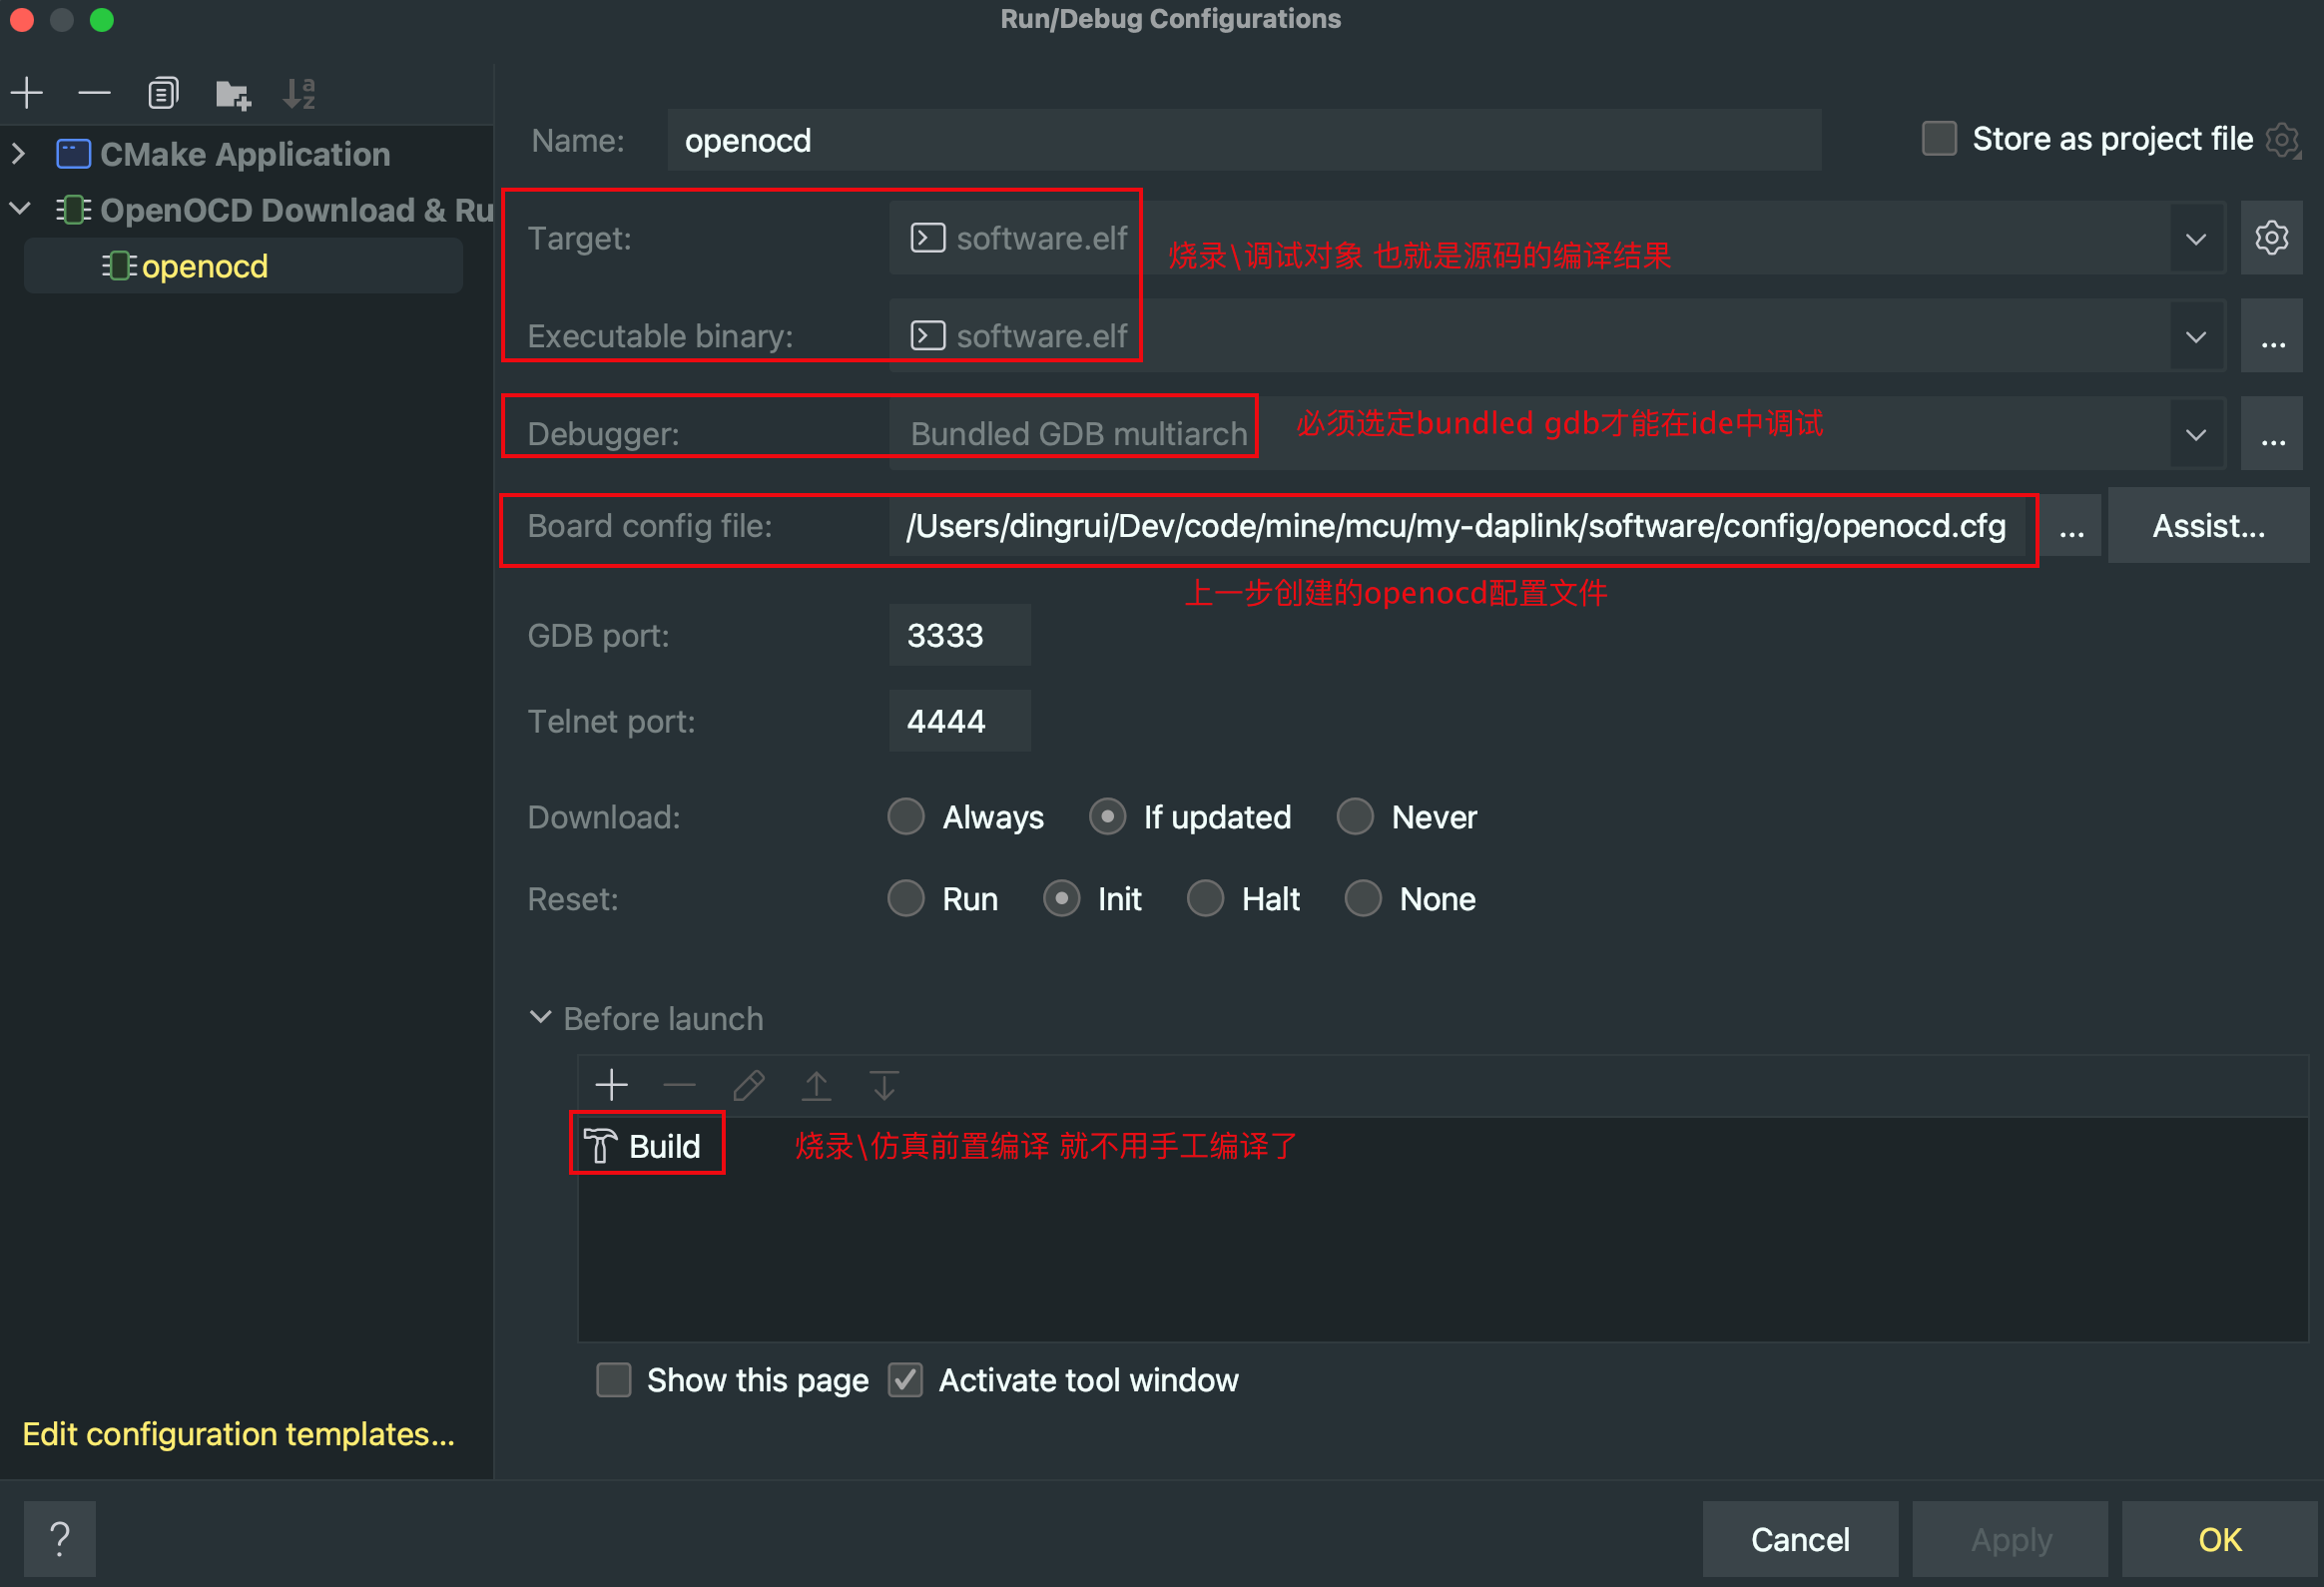 Run/Debug Configurations
CMake Application
OpenOCD Download & Ru
openocd
Edit configuration templates...
Name: openocd Store as project file
Target: software.elf 烧录\调试对象 也就是源码的编译结果
Executable binary: software.elf ...
Debugger: Bundled GDB multiarch 必须选定bundled gdb才能在ide中调试 ...
Board config file: /Users/dingrui/Dev/code/mine/mcu/my-daplink/software/config/openocd.cfg ... Assist...
上一步创建的openocd配置文件
GDB port: 3333
Telnet port: 4444
Download: Always If updated Never
Reset: Run Init Halt None
Before launch
Build 烧录\仿真前置编译 就不用手工编译了
Show this page Activate tool window
? Cancel Apply OK